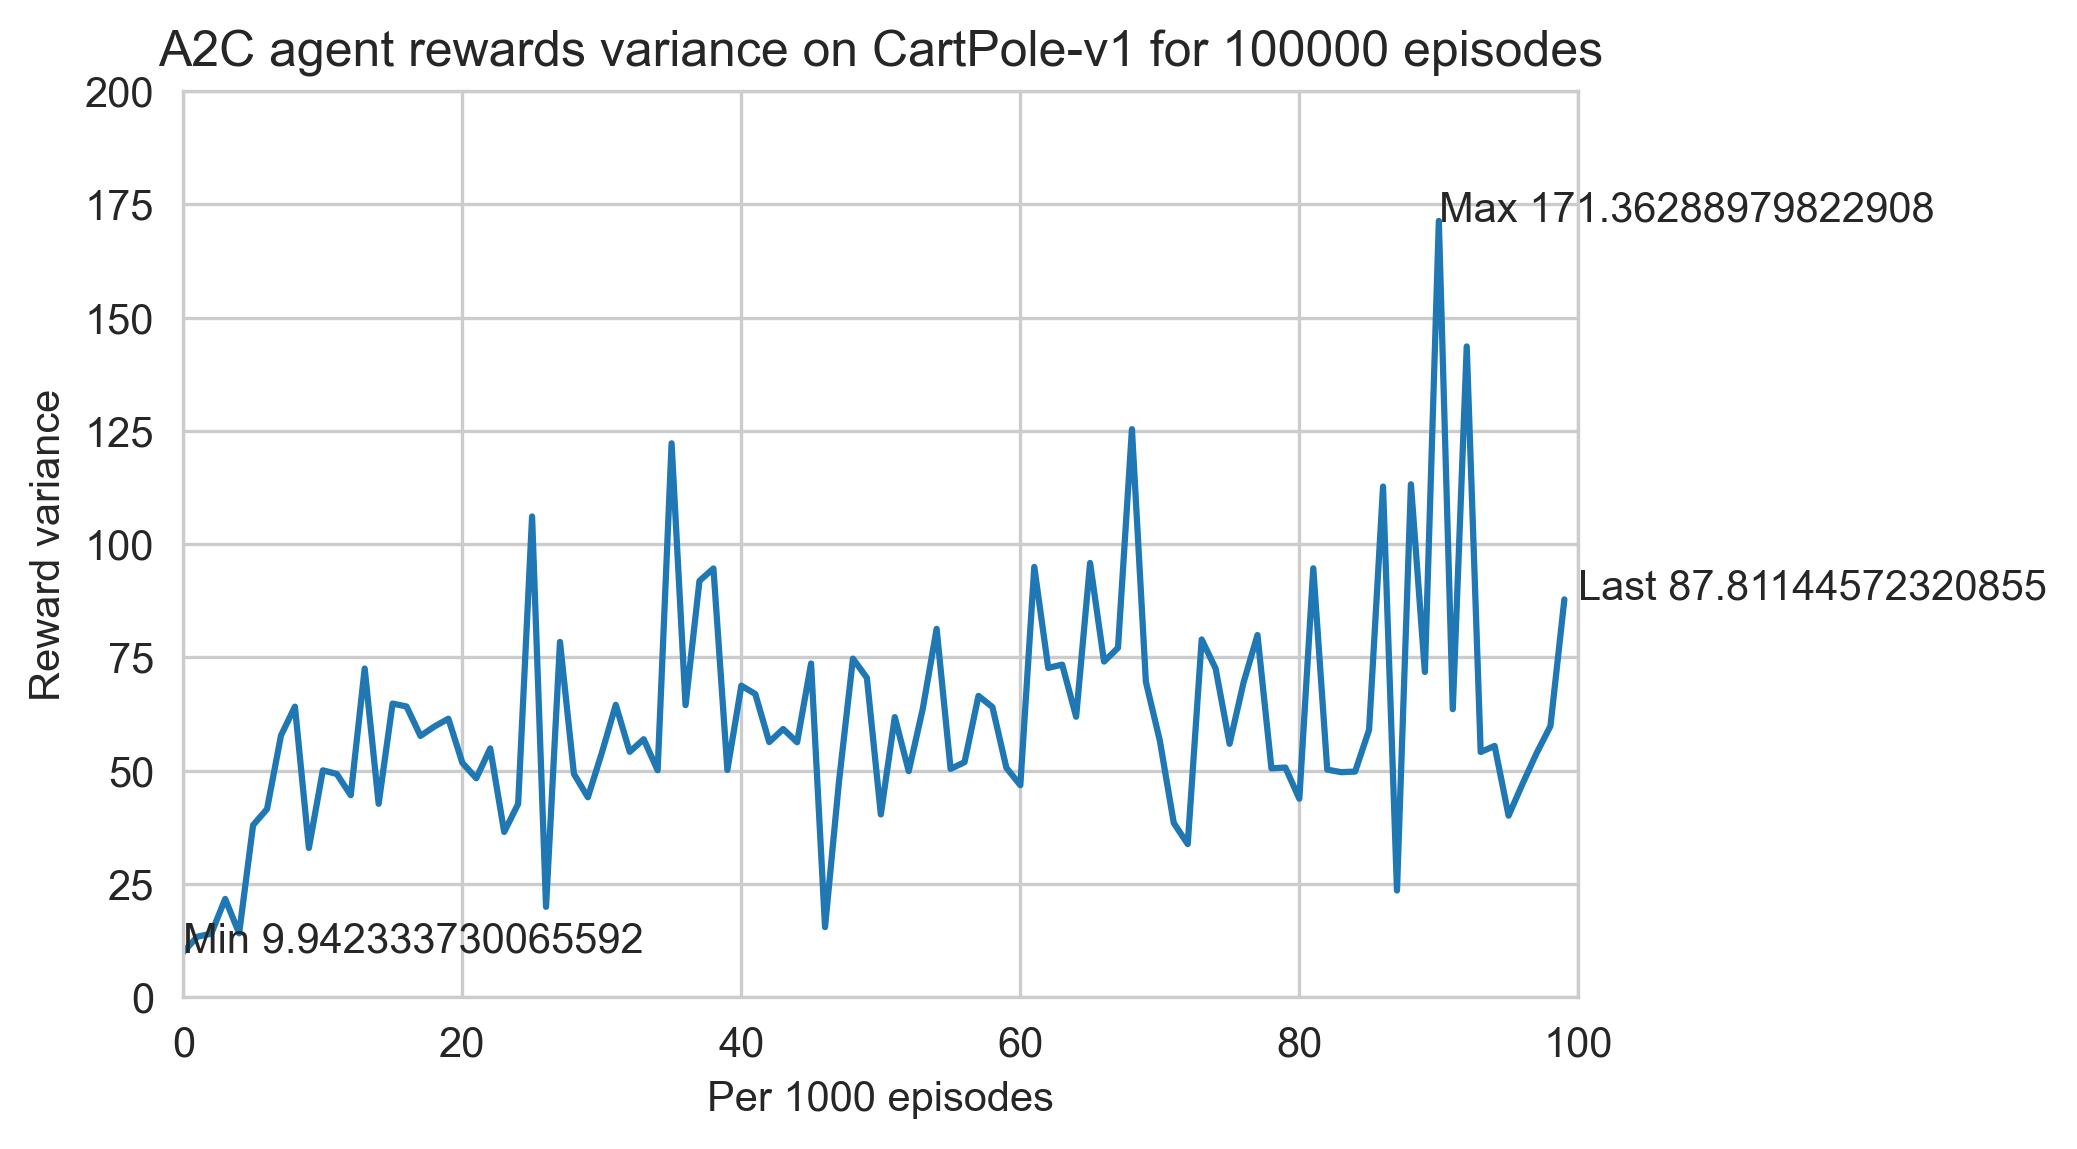 A2C agent rewards variance on CartPole-v1 for 100000 episodes
200
175
150
125
100
75
50
25
0
Reward variance
Max 171.36288979822908
Last 87.81144572320855
Min 9.942333730065592
0 20 40 60 80 100
Per 1000 episodes